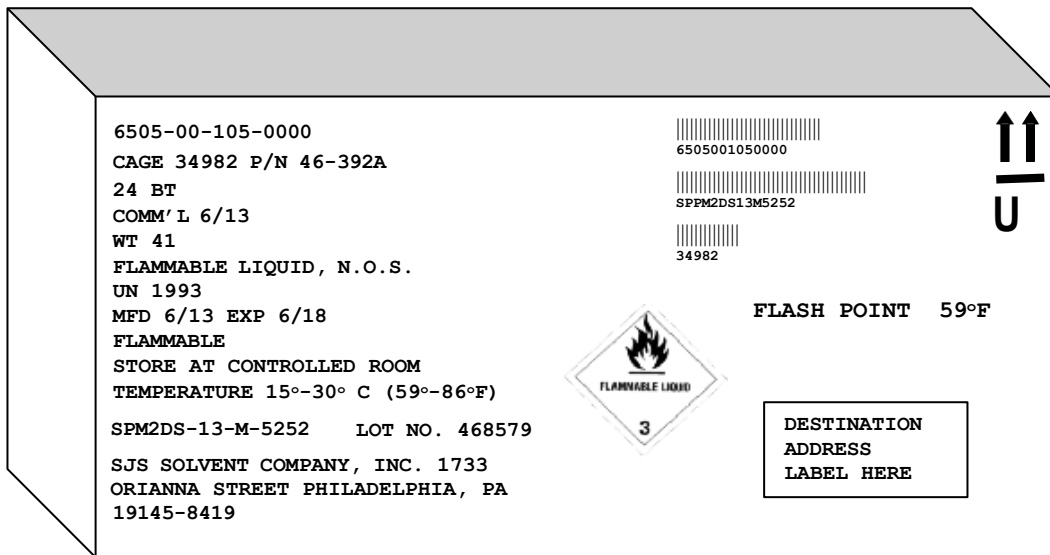 6505-00-105-0000
CAGE 34982 P/N 46-392A
24 BT
COMM'L 6/13
WT 41
FLAMMABLE LIQUID, N.O.S.
UN 1993
MFD 6/13 EXP 6/18
FLAMMABLE
STORE AT CONTROLLED ROOM
TEMPERATURE 15°-30° C (59°-86°F)
SPM2DS-13-M-5252 LOT NO. 468579
SJS SOLVENT COMPANY, INC. 1733
ORIANNA STREET PHILADELPHIA, PA
19145-8419
6505001050000
SPPM2DS13M5252
34982
U
FLASH POINT 59°F
FLAMNABLE LIQUID
3
DESTINATION
ADDRESS
LABEL HERE